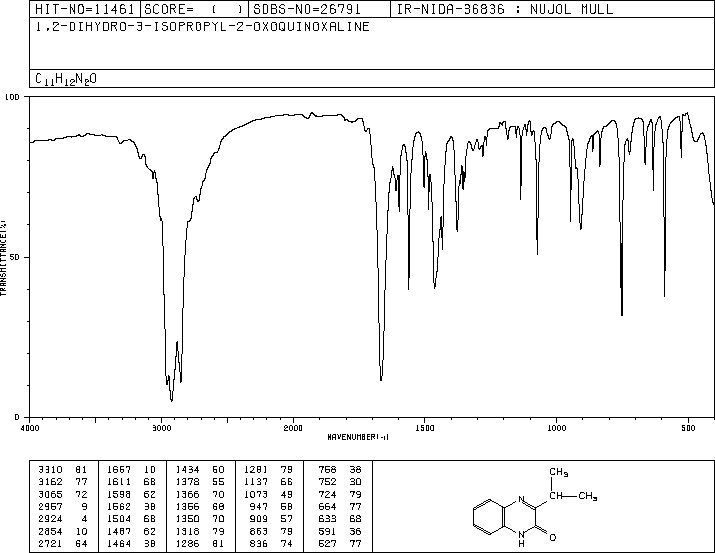 HIT-NO=11461 SCORE= ( ) SDBS-NO=26791 IR-NIDA-36836 : NUJOL MULL
1,2-DIHYDRO-3-ISOPROPYL-2-OXOQUINOXALINE
C11H12N2O
100
TRANSMITTANCE(%)
50
0
4000 3000 2000 1500 1000 500
WAVENUMBER(-1)
3310 81 1667 10 1434 50 1281 79 758 38
3162 77 1611 68 1378 55 1137 66 752 30
3065 72 1598 62 1366 70 1073 49 724 79
2967 9 1562 38 1356 68 947 58 664 77
2924 4 1504 68 1350 70 909 57 633 68
2854 10 1487 62 1318 79 863 79 591 36
2721 64 1464 38 1286 81 836 74 527 77
CH3
N CH—CH3
N O
H